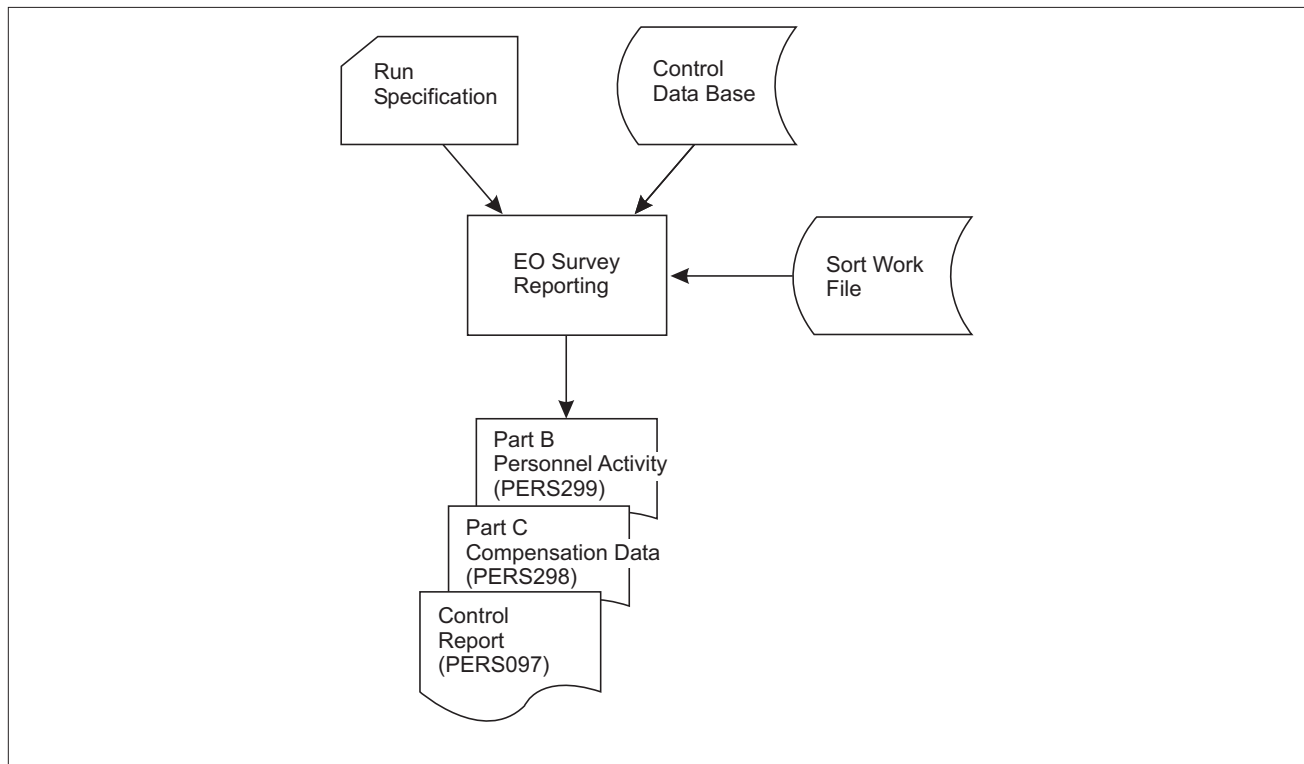 Run
Specification
Control
Data Base
EO Survey
Reporting
Sort Work
File
Part B
Personnel Activity
(PERS299)
Part C
Compensation Data
(PERS298)
Control
Report
(PERS097)